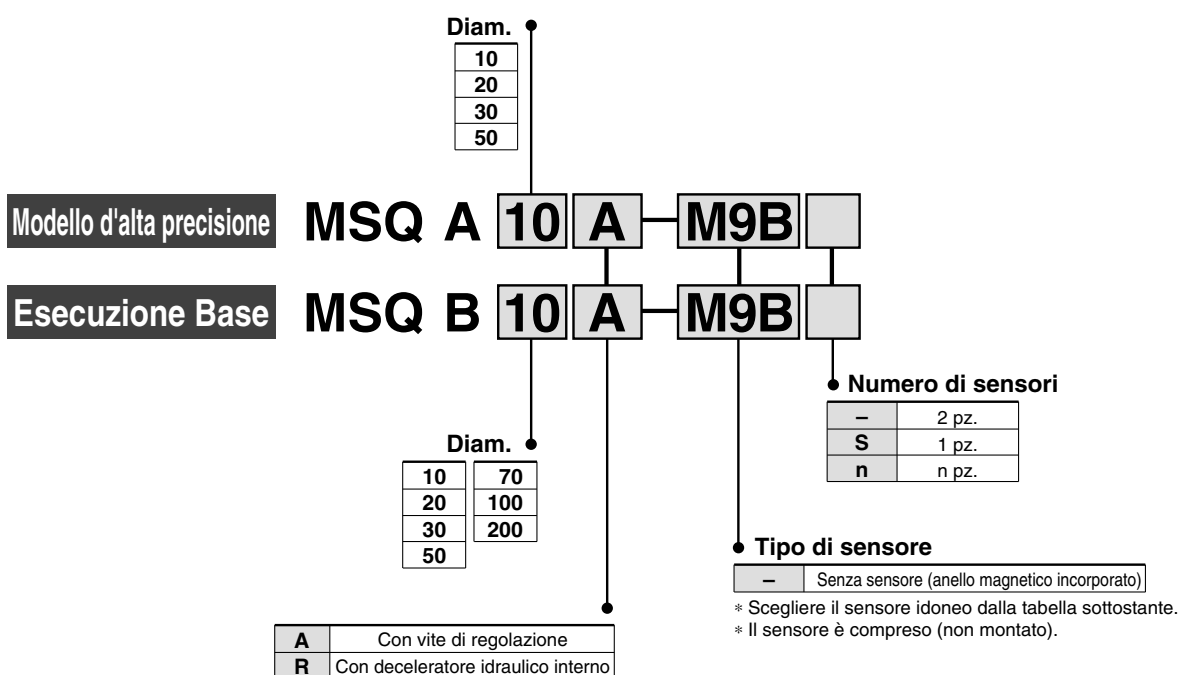 Diam.
10
20
30
50
Modello d'alta precisione MSQ A 10 A M9B
Esecuzione Base MSQ B 10 A M9B
Numero di sensori
– 2 pz.
S 1 pz.
n n pz.
Diam.
10 70
20 100
30 200
50
Tipo di sensore
– Senza sensore (anello magnetico incorporato)
* Scegliere il sensore idoneo dalla tabella sottostante.
* Il sensore è compreso (non montato).
A Con vite di regolazione
R Con deceleratore idraulico interno